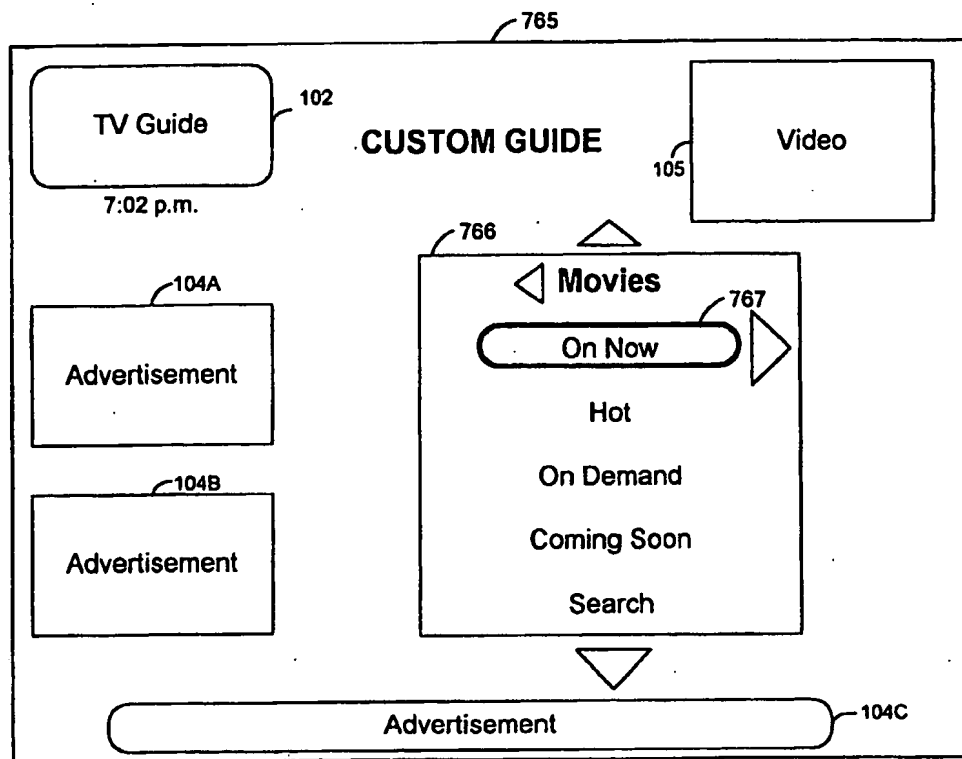 765
TV Guide
102
CUSTOM GUIDE
Video
105
7:02 p.m.
766
Movies
767
On Now
Hot
On Demand
Coming Soon
Search
104A
Advertisement
104B
Advertisement
Advertisement
104C